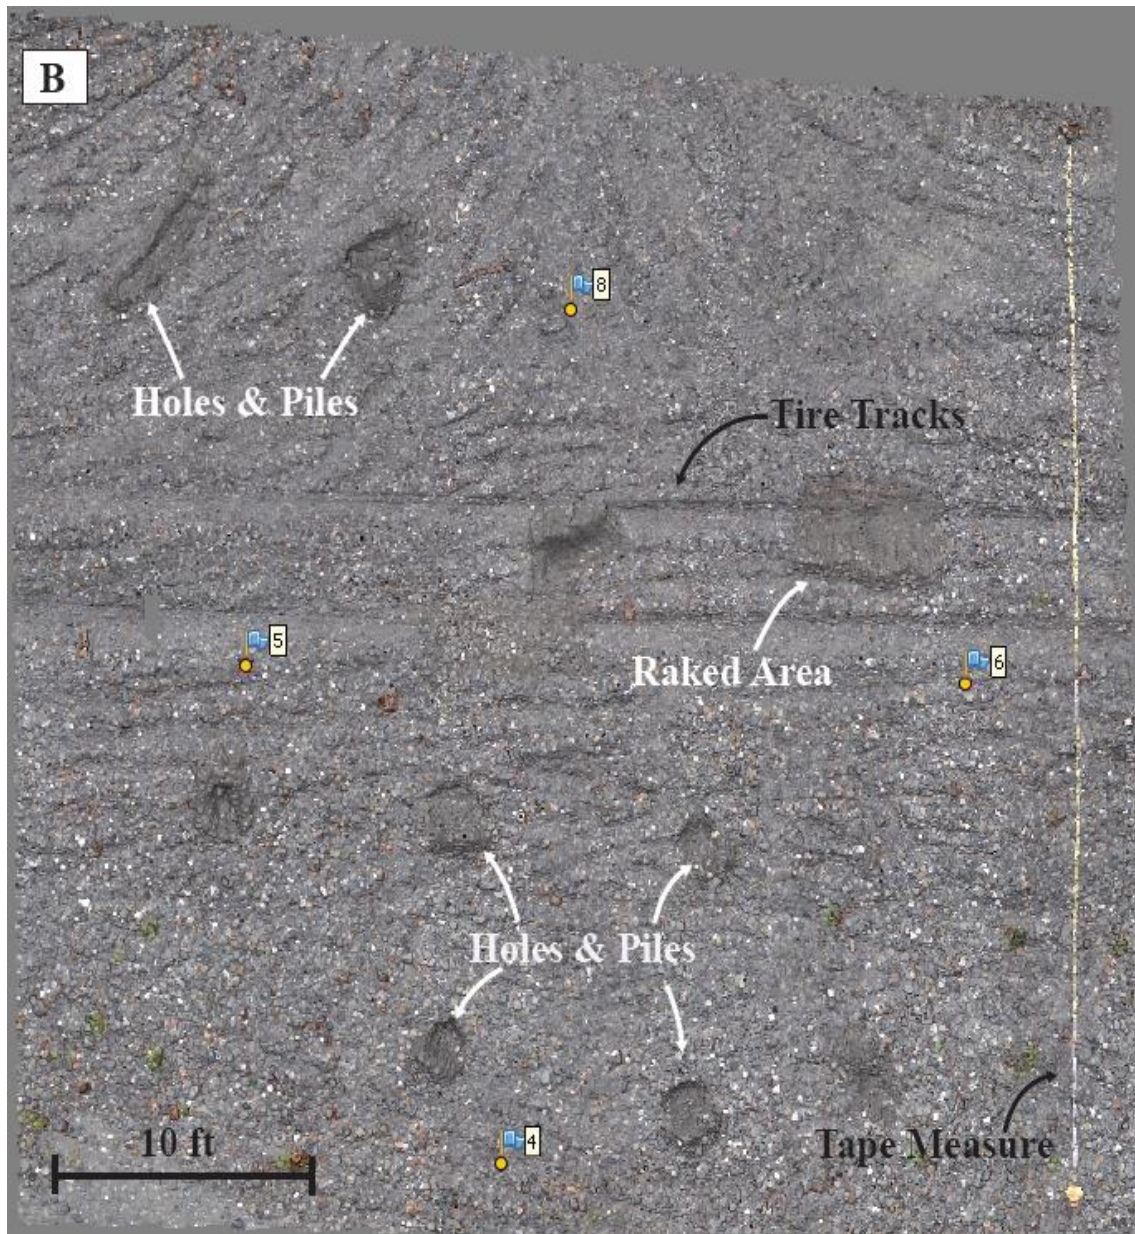 B
8
Holes & Piles
Tire Tracks
5
6
Raked Area
Holes & Piles
4
10 ft
Tape Measure